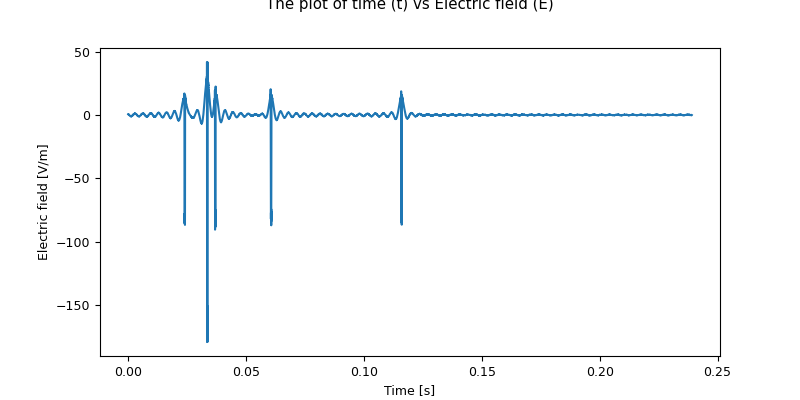 The plot of time (t) vs Electric field (E)
50
0
−50
−100
−150
Electric field [V/m]
0.00 0.05 0.10 0.15 0.20 0.25
Time [s]